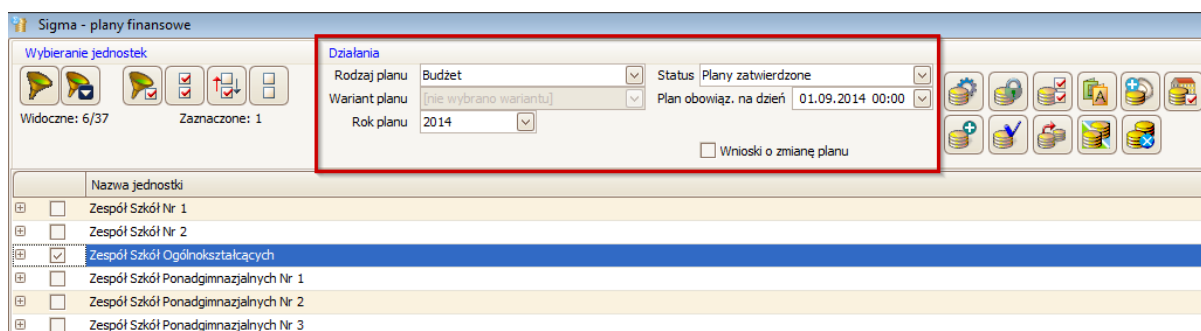 Sigma - plany finansowe
Wybieranie jednostek
Widoczne: 6/37
Zaznaczone: 1
Działania
Rodzaj planu Budżet
Status Plany zatwierdzone
Wariant planu [nie wybrano wariantu]
Plan obowiąz. na dzień 01.09.2014 00:00
Rok planu 2014
Wnioski o zmianę planu
Nazwa jednostki
Zespół Szkół Nr 1
Zespół Szkół Nr 2
Zespół Szkół Ogólnokształcących
Zespół Szkół Ponadgimnazjalnych Nr 1
Zespół Szkół Ponadgimnazjalnych Nr 2
Zespół Szkół Ponadgimnazjalnych Nr 3